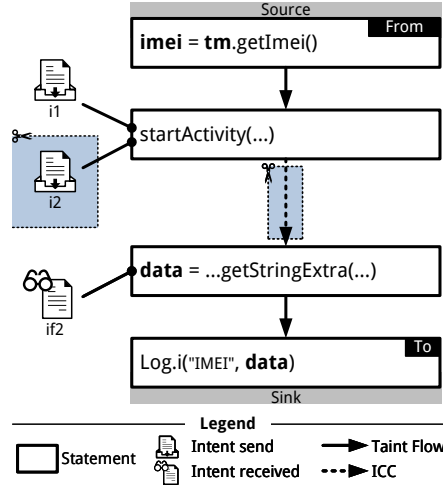 Source
From
imei = tm.getImei()
i1
startActivity(...)
i2
data = ...getStringExtra(...)
if2
To
Log.i("IMEI", data)
Sink
Legend
Statement
Intent send
Taint Flow
Intent received
ICC